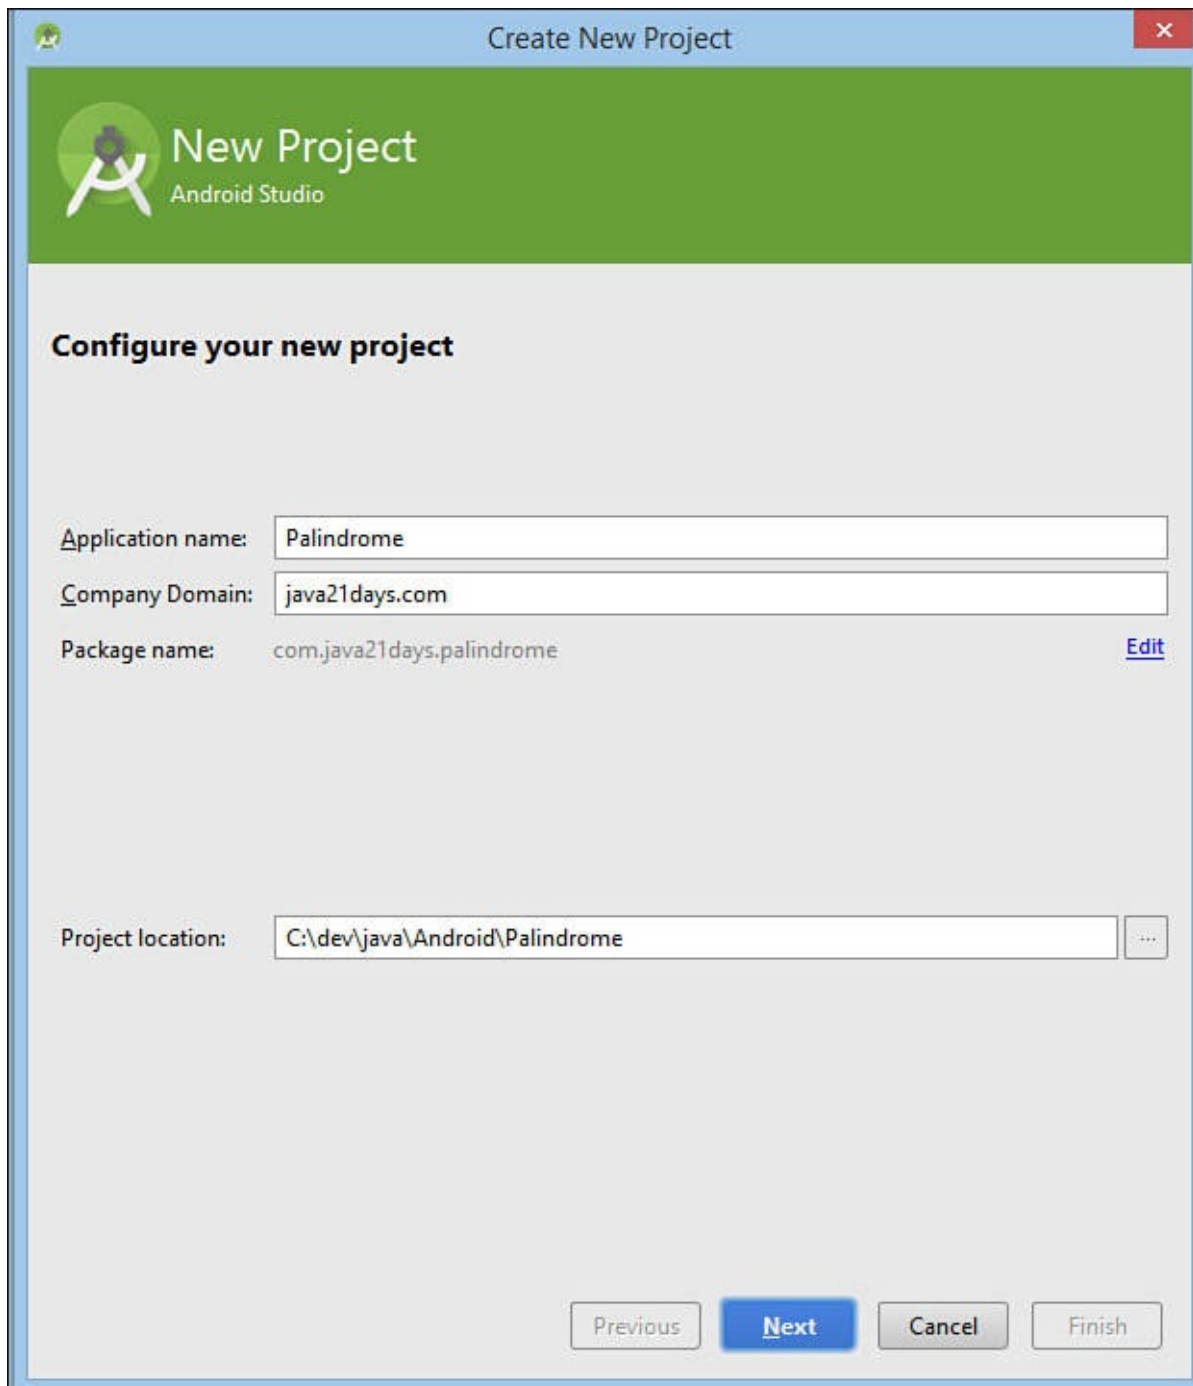 Create New Project
New Project
Android Studio
Configure your new project
Application name: Palindrome
Company Domain: java21days.com
Package name: com.java21days.palindrome Edit
Project location: C:\dev\java\Android\Palindrome ...
Previous Next Cancel Finish